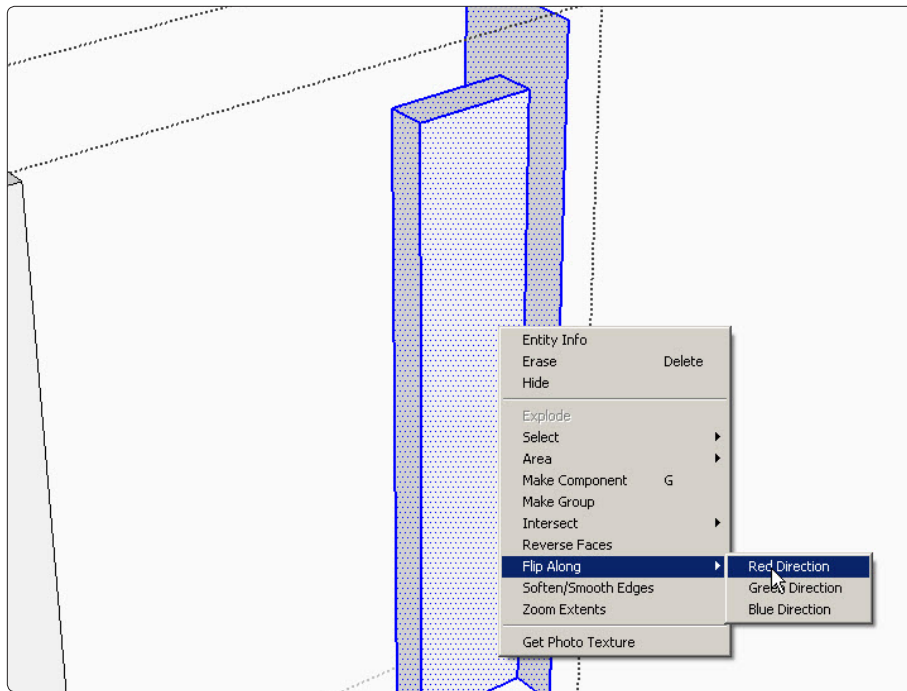 Entity Info
Erase Delete
Hide
Explode
Select
Area
Make Component G
Make Group
Intersect
Reverse Faces
Flip Along
Red Direction
Soften/Smooth Edges
Green Direction
Zoom Extents
Blue Direction
Get Photo Texture